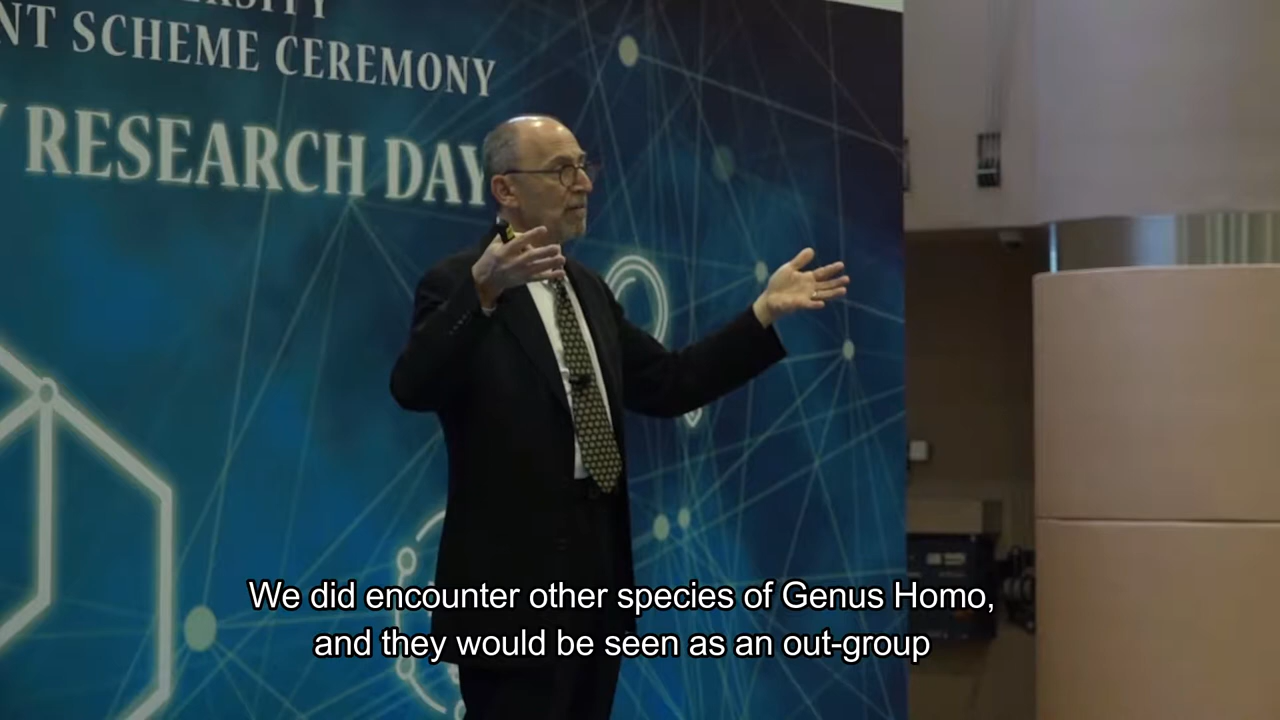 NT SCHEME CEREMONY
RESEARCH DAY
We did encounter other species of Genus Homo,
and they would be seen as an out-group